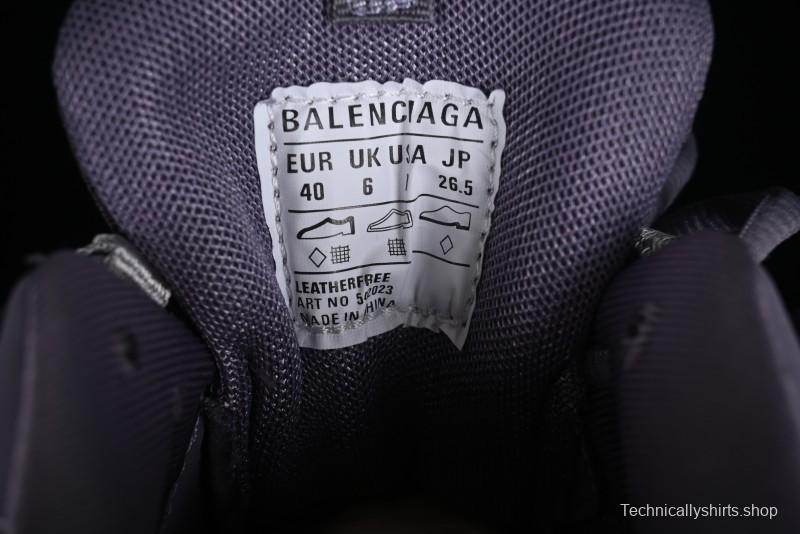 BALENCIAGA
EUR UK USA JP
40 6 26.5
LEATHERFREE
ART NO
MADE IN CHINA
Technicallyshirts.shop